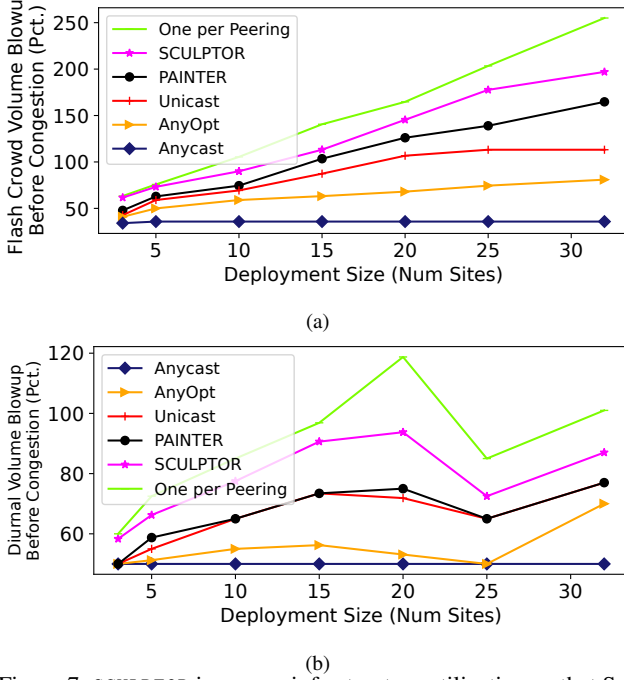 Flash Crowd Volume Blowup
Before Congestion (Pct.)
250
200
150
100
50
One per Peering
SCULPTOR
PAINTER
Unicast
AnyOpt
Anycast
5 10 15 20 25 30
Deployment Size (Num Sites)
(a)
Diurnal Volume Blowup
Before Congestion (Pct.)
120
100
80
60
Anycast
AnyOpt
Unicast
PAINTER
SCULPTOR
One per Peering
5 10 15 20 25 30
Deployment Size (Num Sites)
(b)